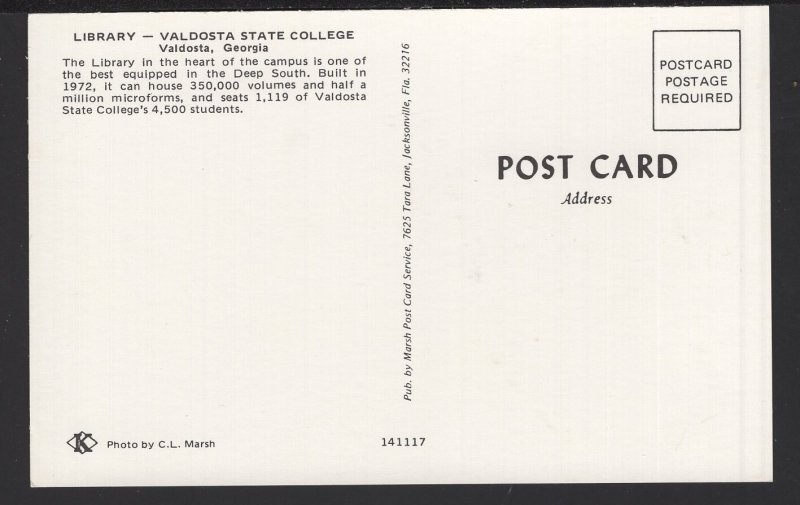 LIBRARY — VALDOSTA STATE COLLEGE
Valdosta, Georgia
The Library in the heart of the campus is one of
the best equipped in the Deep South. Built in
1972, it can house 350,000 volumes and half a
million microforms, and seats 1,119 of Valdosta
State College's 4,500 students.
Pub. by Marsh Post Card Service, 7625 Tara Lane, Jacksonville, Fla. 32216
POSTCARD
POSTAGE
REQUIRED
POST CARD
Address
K
Photo by C.L. Marsh
141117